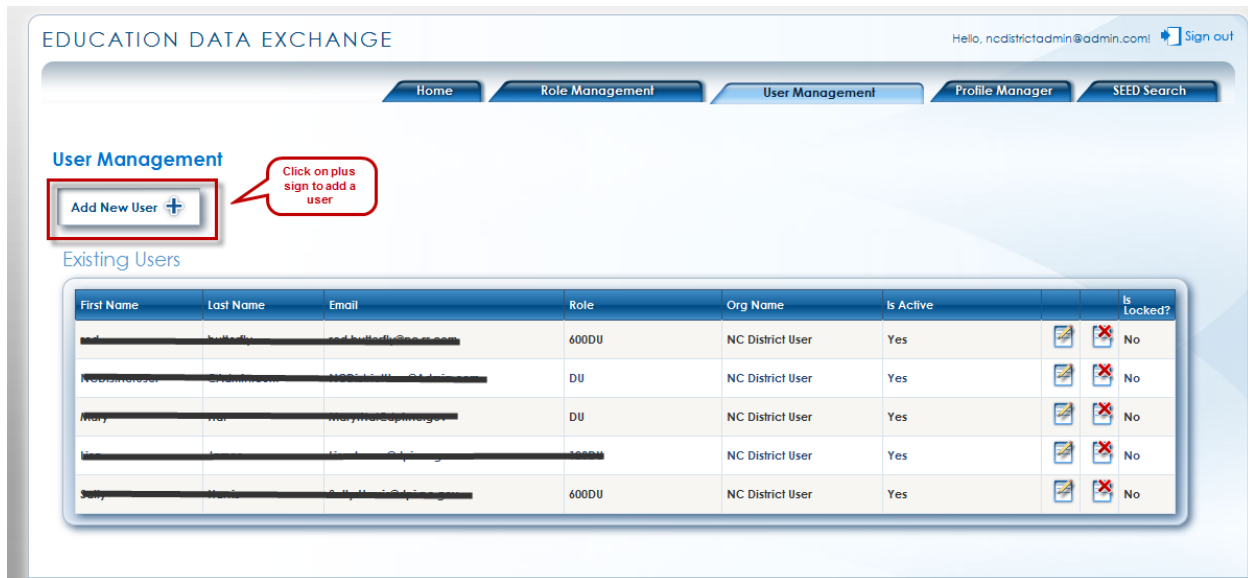 EDUCATION DATA EXCHANGE
Hello, ncdistrictadmin@admin.com! Sign out
Home Role Management User Management Profile Manager SEED Search
User Management
Click on plus
sign to add a
user
Add New User
Existing Users
First Name Last Name Email Role Org Name Is Active Is Locked?
600DU NC District User Yes No
DU NC District User Yes No
DU NC District User Yes No
NC District User Yes No
600DU NC District User Yes No